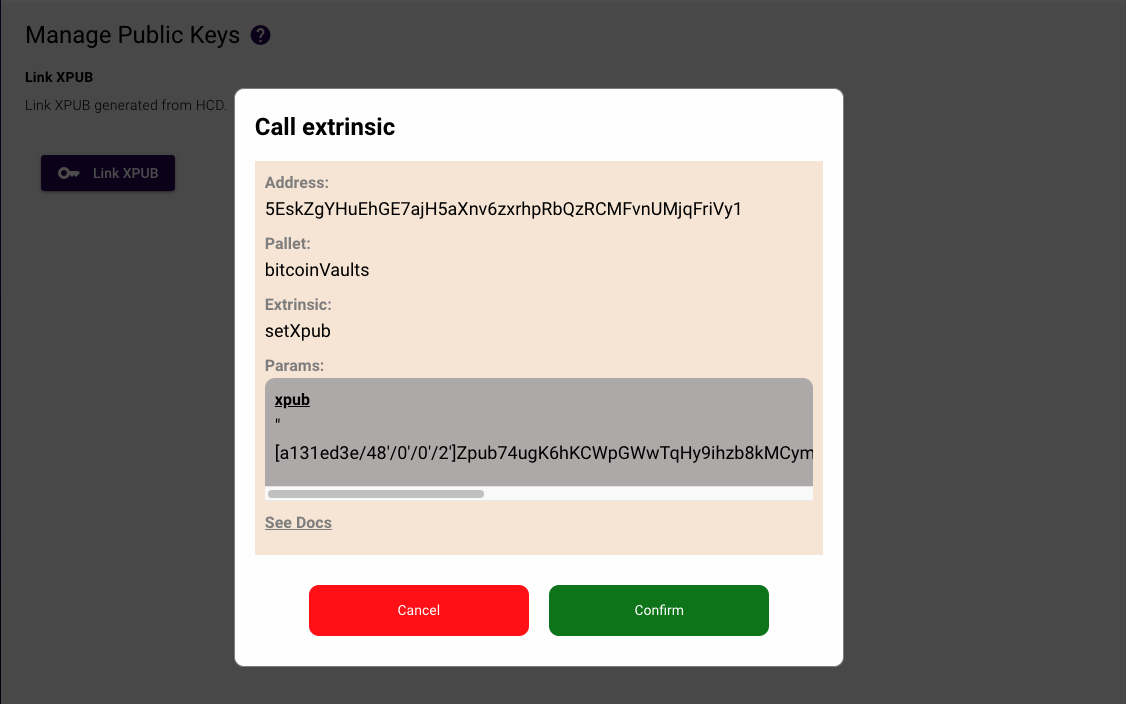 Manage Public Keys ?
Link XPUB
Link XPUB generated from HCD.
Link XPUB
Call extrinsic
Address:
5EskZgYHuEhGE7ajH5aXnv6zxrhpRbQzRCMFvnUMjqFriVy1
Pallet:
bitcoinVaults
Extrinsic:
setXpub
Params:
xpub
"
[a131ed3e/48'/0'/0'/2']Zpub74ugK6hKCWpGWwTqHy9ihzb8kMCym
See Docs
Cancel
Confirm